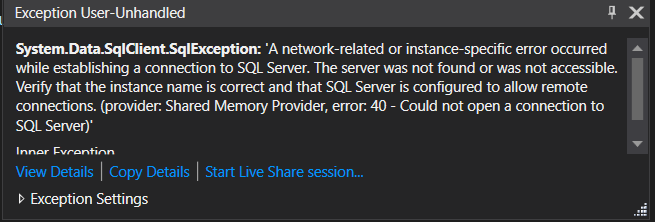 Exception User-Unhandled
System.Data.SqlClient.SqlException: 'A network-related or instance-specific error occurred
while establishing a connection to SQL Server. The server was not found or was not accessible.
Verify that the instance name is correct and that SQL Server is configured to allow remote
connections. (provider: Shared Memory Provider, error: 40 - Could not open a connection to
SQL Server)'
Inner Exception
View Details | Copy Details | Start Live Share session...
Exception Settings